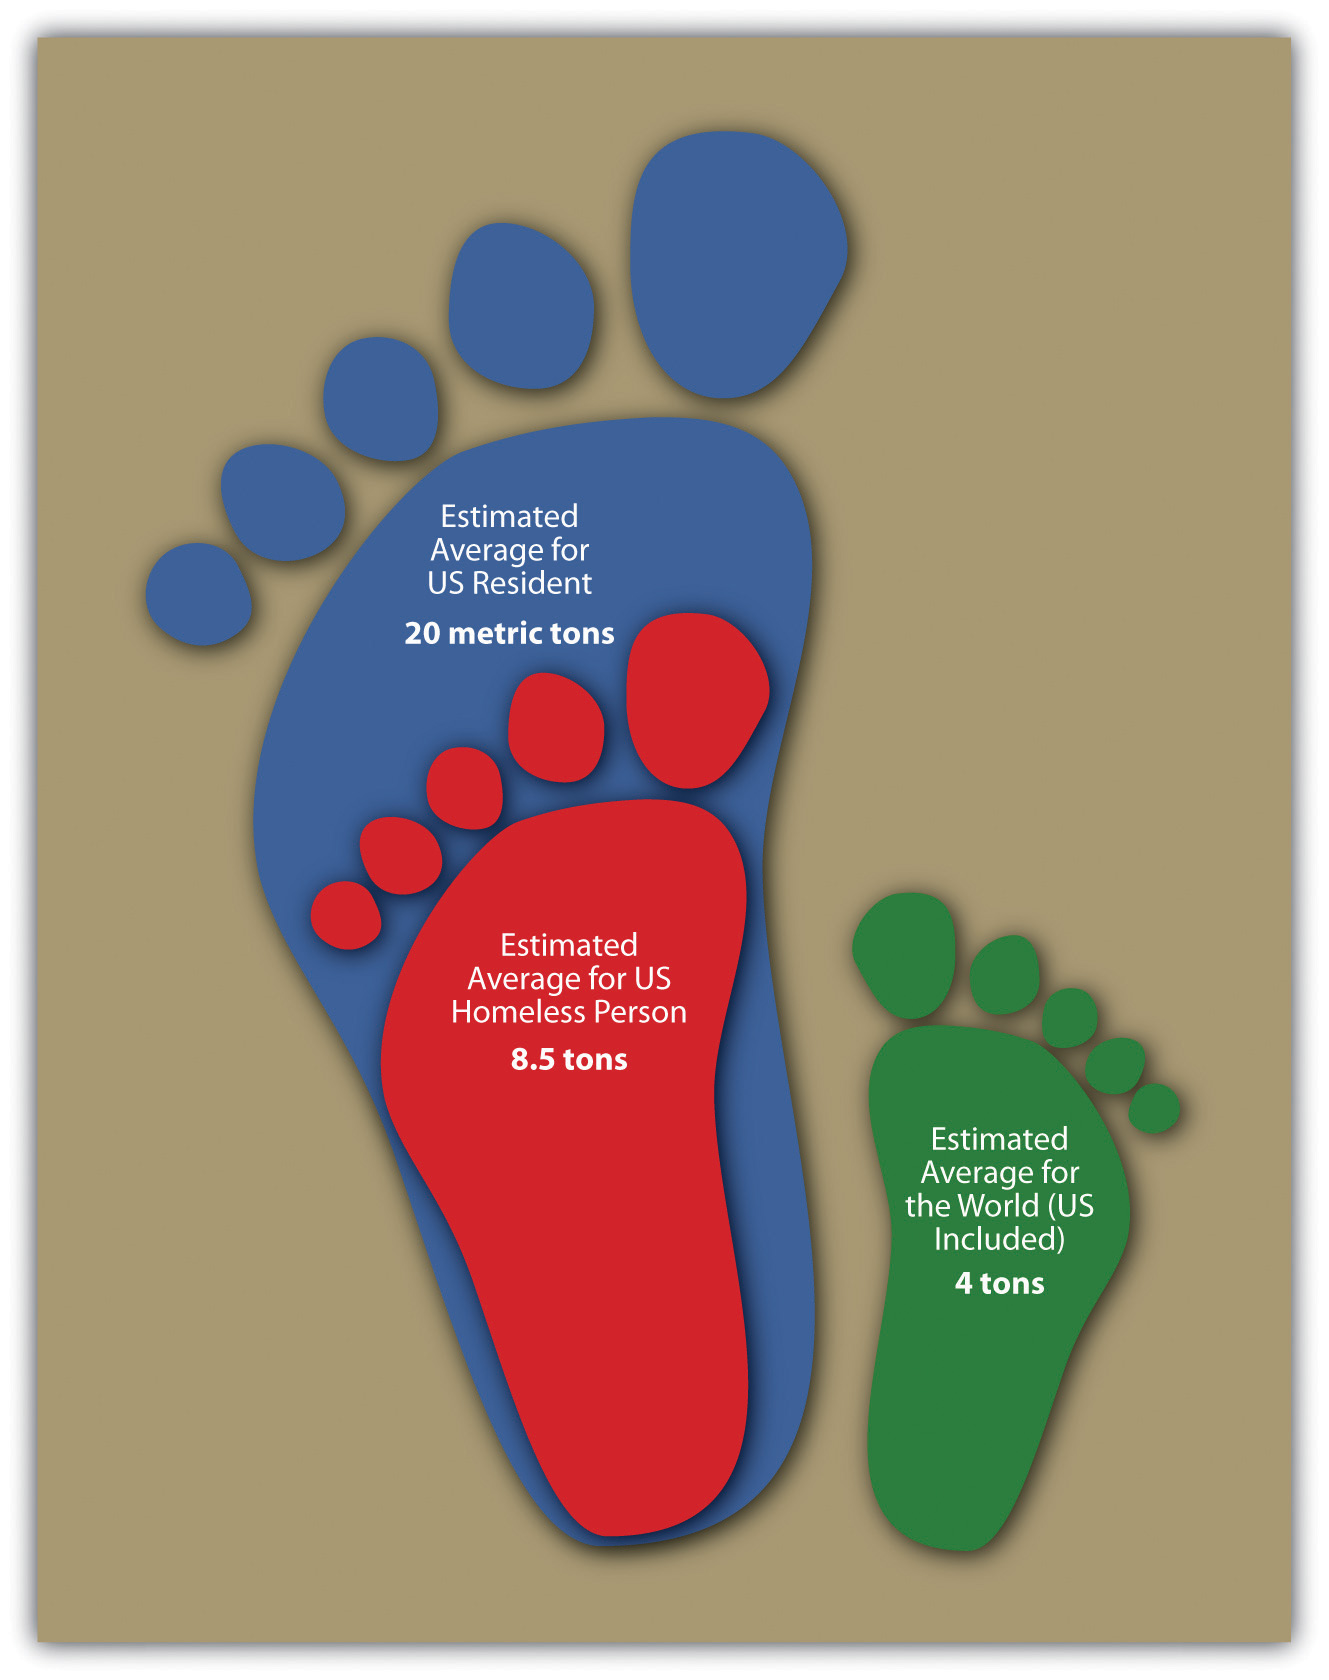 Estimated
Average for
US Resident
20 metric tons
Estimated
Average for US
Homeless Person
8.5 tons
Estimated
Average for
the World (US
Included)
4 tons